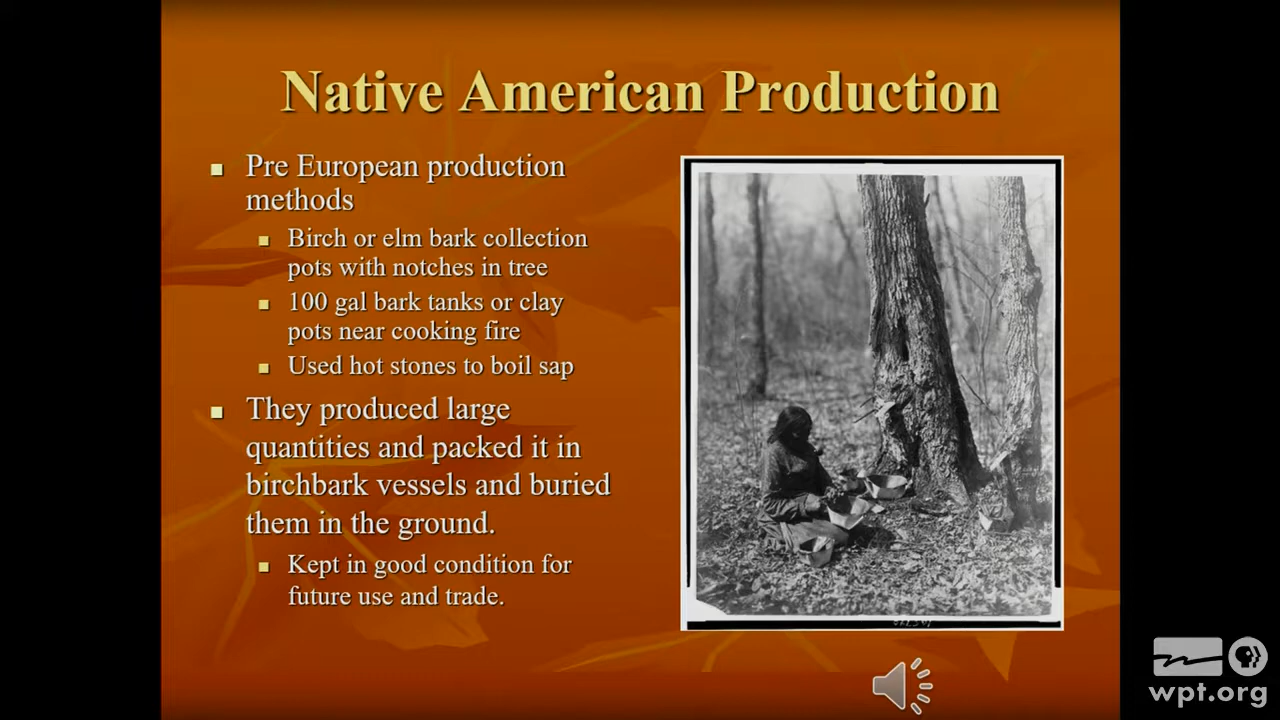 Native American Production
Pre European production
methods
Birch or elm bark collection
pots with notches in tree
100 gal bark tanks or clay
pots near cooking fire
Used hot stones to boil sap
They produced large
quantities and packed it in
birchbark vessels and buried
them in the ground.
Kept in good condition for
future use and trade.
wpt.org